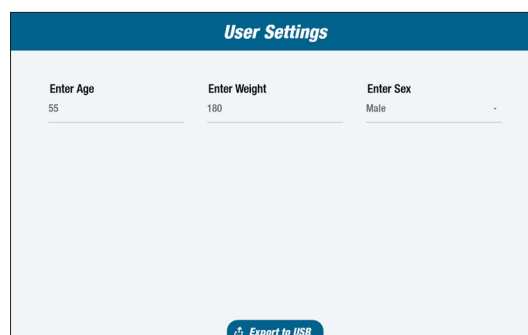 User Settings
Enter Age Enter Weight Enter Sex
55 180 Male
Export to USB